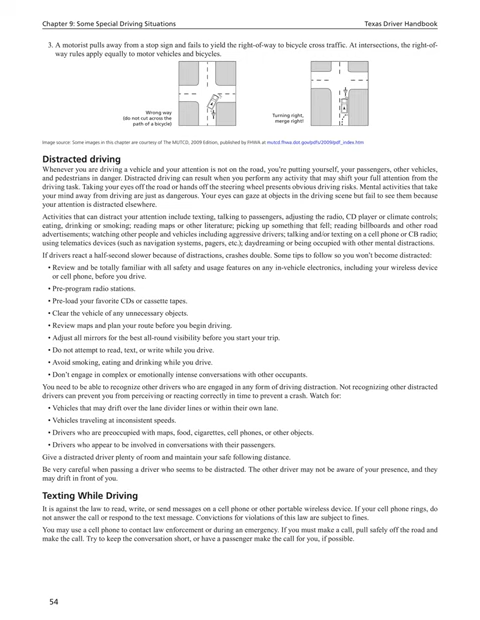 Chapter 9: Some Special Driving Situations
Texas Driver Handbook
3. A motorist pulls away from a stop sign and fails to yield the right-of-way to bicycle cross traffic. At intersections, the right-of-
way rules apply equally to motor vehicles and bicycles.
Wrong way
(do not cut across the
path of a bicycle)
Turning right,
merge right!
Image source: Some images in this chapter are courtesy of The MUTCD, 2009 Edition, published by FHWA at mutcd.fhwa.dot.gov/pdfs/2009/pdf_index.htm
Distracted driving
Whenever you are driving a vehicle and your attention is not on the road, you're putting yourself, your passengers, other vehicles,
and pedestrians in danger. Distracted driving can result when you perform any activity that may shift your full attention from the
driving task. Taking your eyes off the road or hands off the steering wheel presents obvious driving risks. Mental activities that take
your mind away from driving are just as dangerous. Your eyes can gaze at objects in the driving scene but fail to see them because
your attention is distracted elsewhere.
Activities that can distract your attention include texting, talking to passengers, adjusting the radio, CD player or climate controls;
eating, drinking or smoking; reading maps or other literature; picking up something that fell; reading billboards and other road
advertisements; watching other people and vehicles including aggressive drivers; talking and/or texting on a cell phone or CB radio;
using telematics devices (such as navigation systems, pagers, etc.); daydreaming or being occupied with other mental distractions.
If drivers react a half-second slower because of distractions, crashes double. Some tips to follow so you won't become distracted:
• Review and be totally familiar with all safety and usage features on any in-vehicle electronics, including your wireless device
or cell phone, before you drive.
• Pre-program radio stations.
• Pre-load your favorite CDs or cassette tapes.
• Clear the vehicle of any unnecessary objects.
• Review maps and plan your route before you begin driving.
• Adjust all mirrors for the best all-round visibility before you start your trip.
• Do not attempt to read, text, or write while you drive.
• Avoid smoking, eating and drinking while you drive.
• Don't engage in complex or emotionally intense conversations with other occupants.
You need to be able to recognize other drivers who are engaged in any form of driving distraction. Not recognizing other distracted
drivers can prevent you from perceiving or reacting correctly in time to prevent a crash. Watch for:
• Vehicles that may drift over the lane divider lines or within their own lane.
• Vehicles traveling at inconsistent speeds.
• Drivers who are preoccupied with maps, food, cigarettes, cell phones, or other objects.
• Drivers who appear to be involved in conversations with their passengers.
Give a distracted driver plenty of room and maintain your safe following distance.
Be very careful when passing a driver who seems to be distracted. The other driver may not be aware of your presence, and they
may drift in front of you.
Texting While Driving
It is against the law to read, write, or send messages on a cell phone or other portable wireless device. If your cell phone rings, do
not answer the call or respond to the text message. Convictions for violations of this law are subject to fines.
You may use a cell phone to contact law enforcement or during an emergency. If you must make a call, pull safely off the road and
make the call. Try to keep the conversation short, or have a passenger make the call for you, if possible.
54